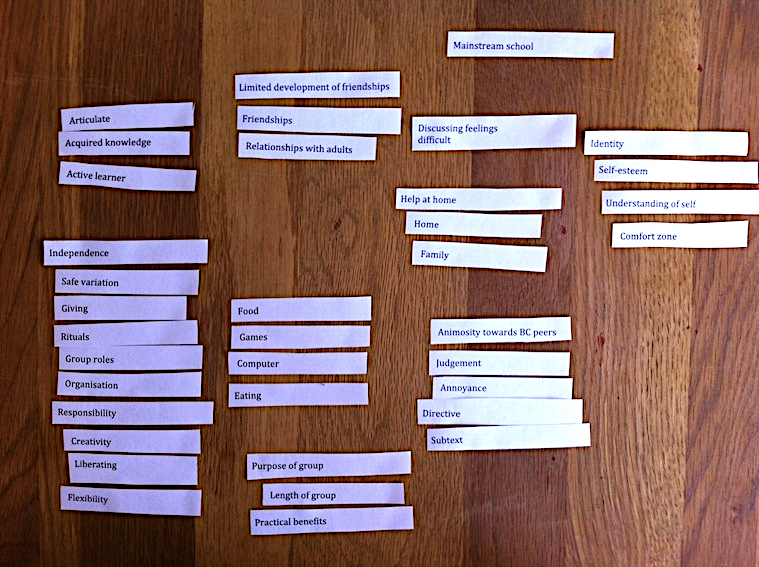 Mainstream school
Limited development of friendships
Friendships
Relationships with adults
Articulate
Acquired knowledge
Active learner
Discussing feelings
difficult
Identity
Self-esteem
Understanding of self
Comfort zone
Help at home
Home
Family
Independence
Safe variation
Giving
Rituals
Group roles
Organisation
Responsibility
Creativity
Liberating
Flexibility
Food
Games
Computer
Eating
Animosity towards BC peers
Judgement
Annoyance
Directive
Subtext
Purpose of group
Length of group
Practical benefits